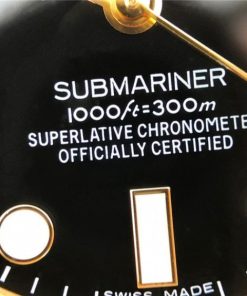 SUBMARINER
1000ft=300m
SUPERLATIVE CHRONOMETE
OFFICIALLY CERTIFIED
SWISS MADE